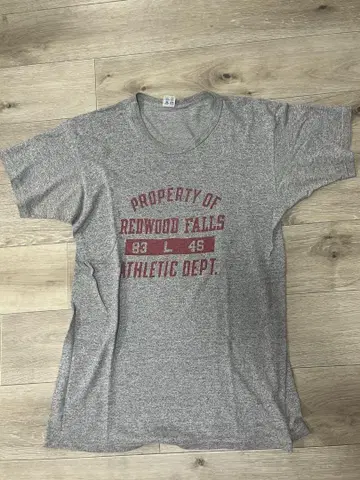 PROPERTY OF
REDWOOD FALLS
83 L 45
ATHLETIC DEPT.